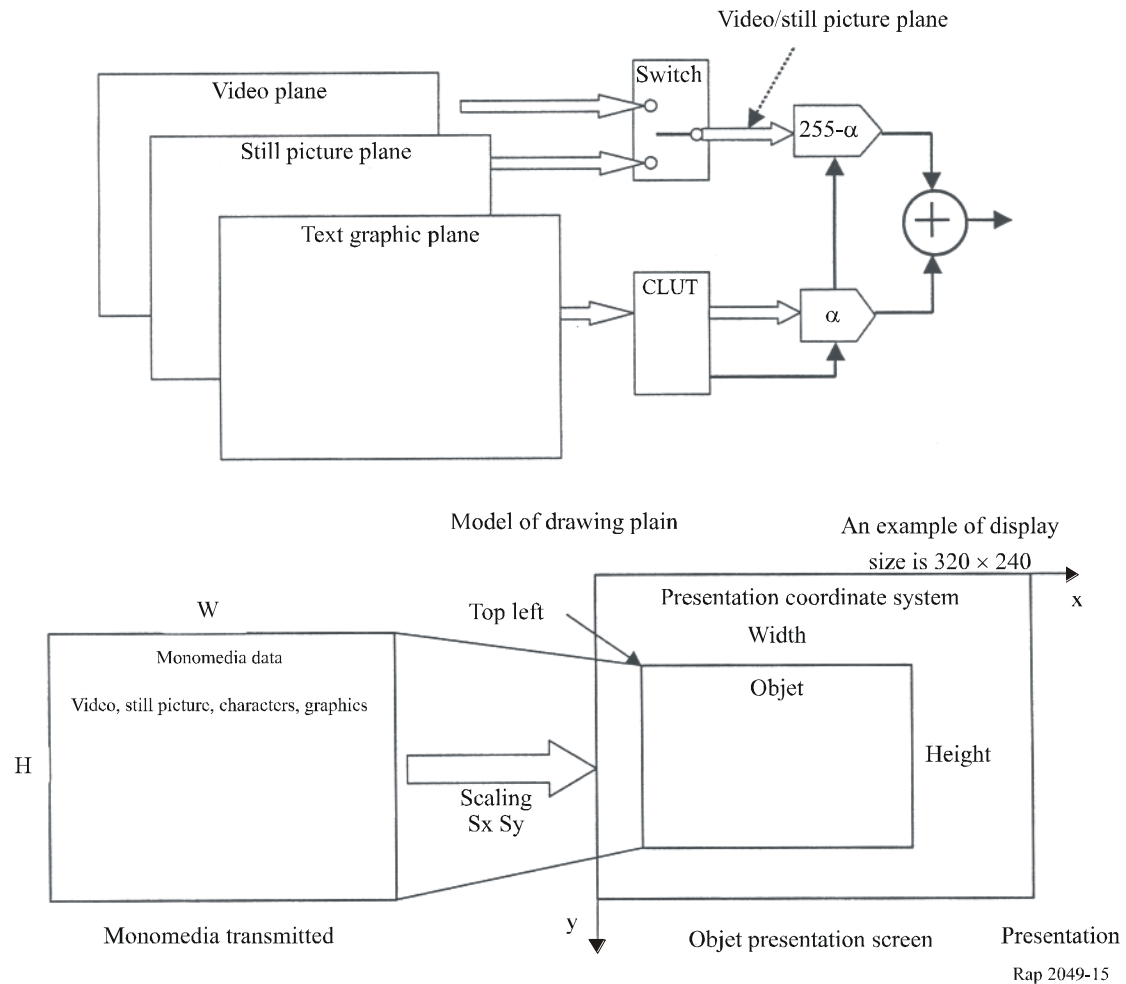 Video/still picture plane
Switch
Video plane
255-α
Still picture plane
Text graphic plane
CLUT
α
Model of drawing plain
An example of display
size is 320 × 240
x
Presentation coordinate system
W
Top left
Width
Monomedia data
Objet
Video, still picture, characters, graphics
H
Height
Scaling
Sx Sy
y
Monomedia transmitted
Objet presentation screen
Presentation
Rap 2049-15